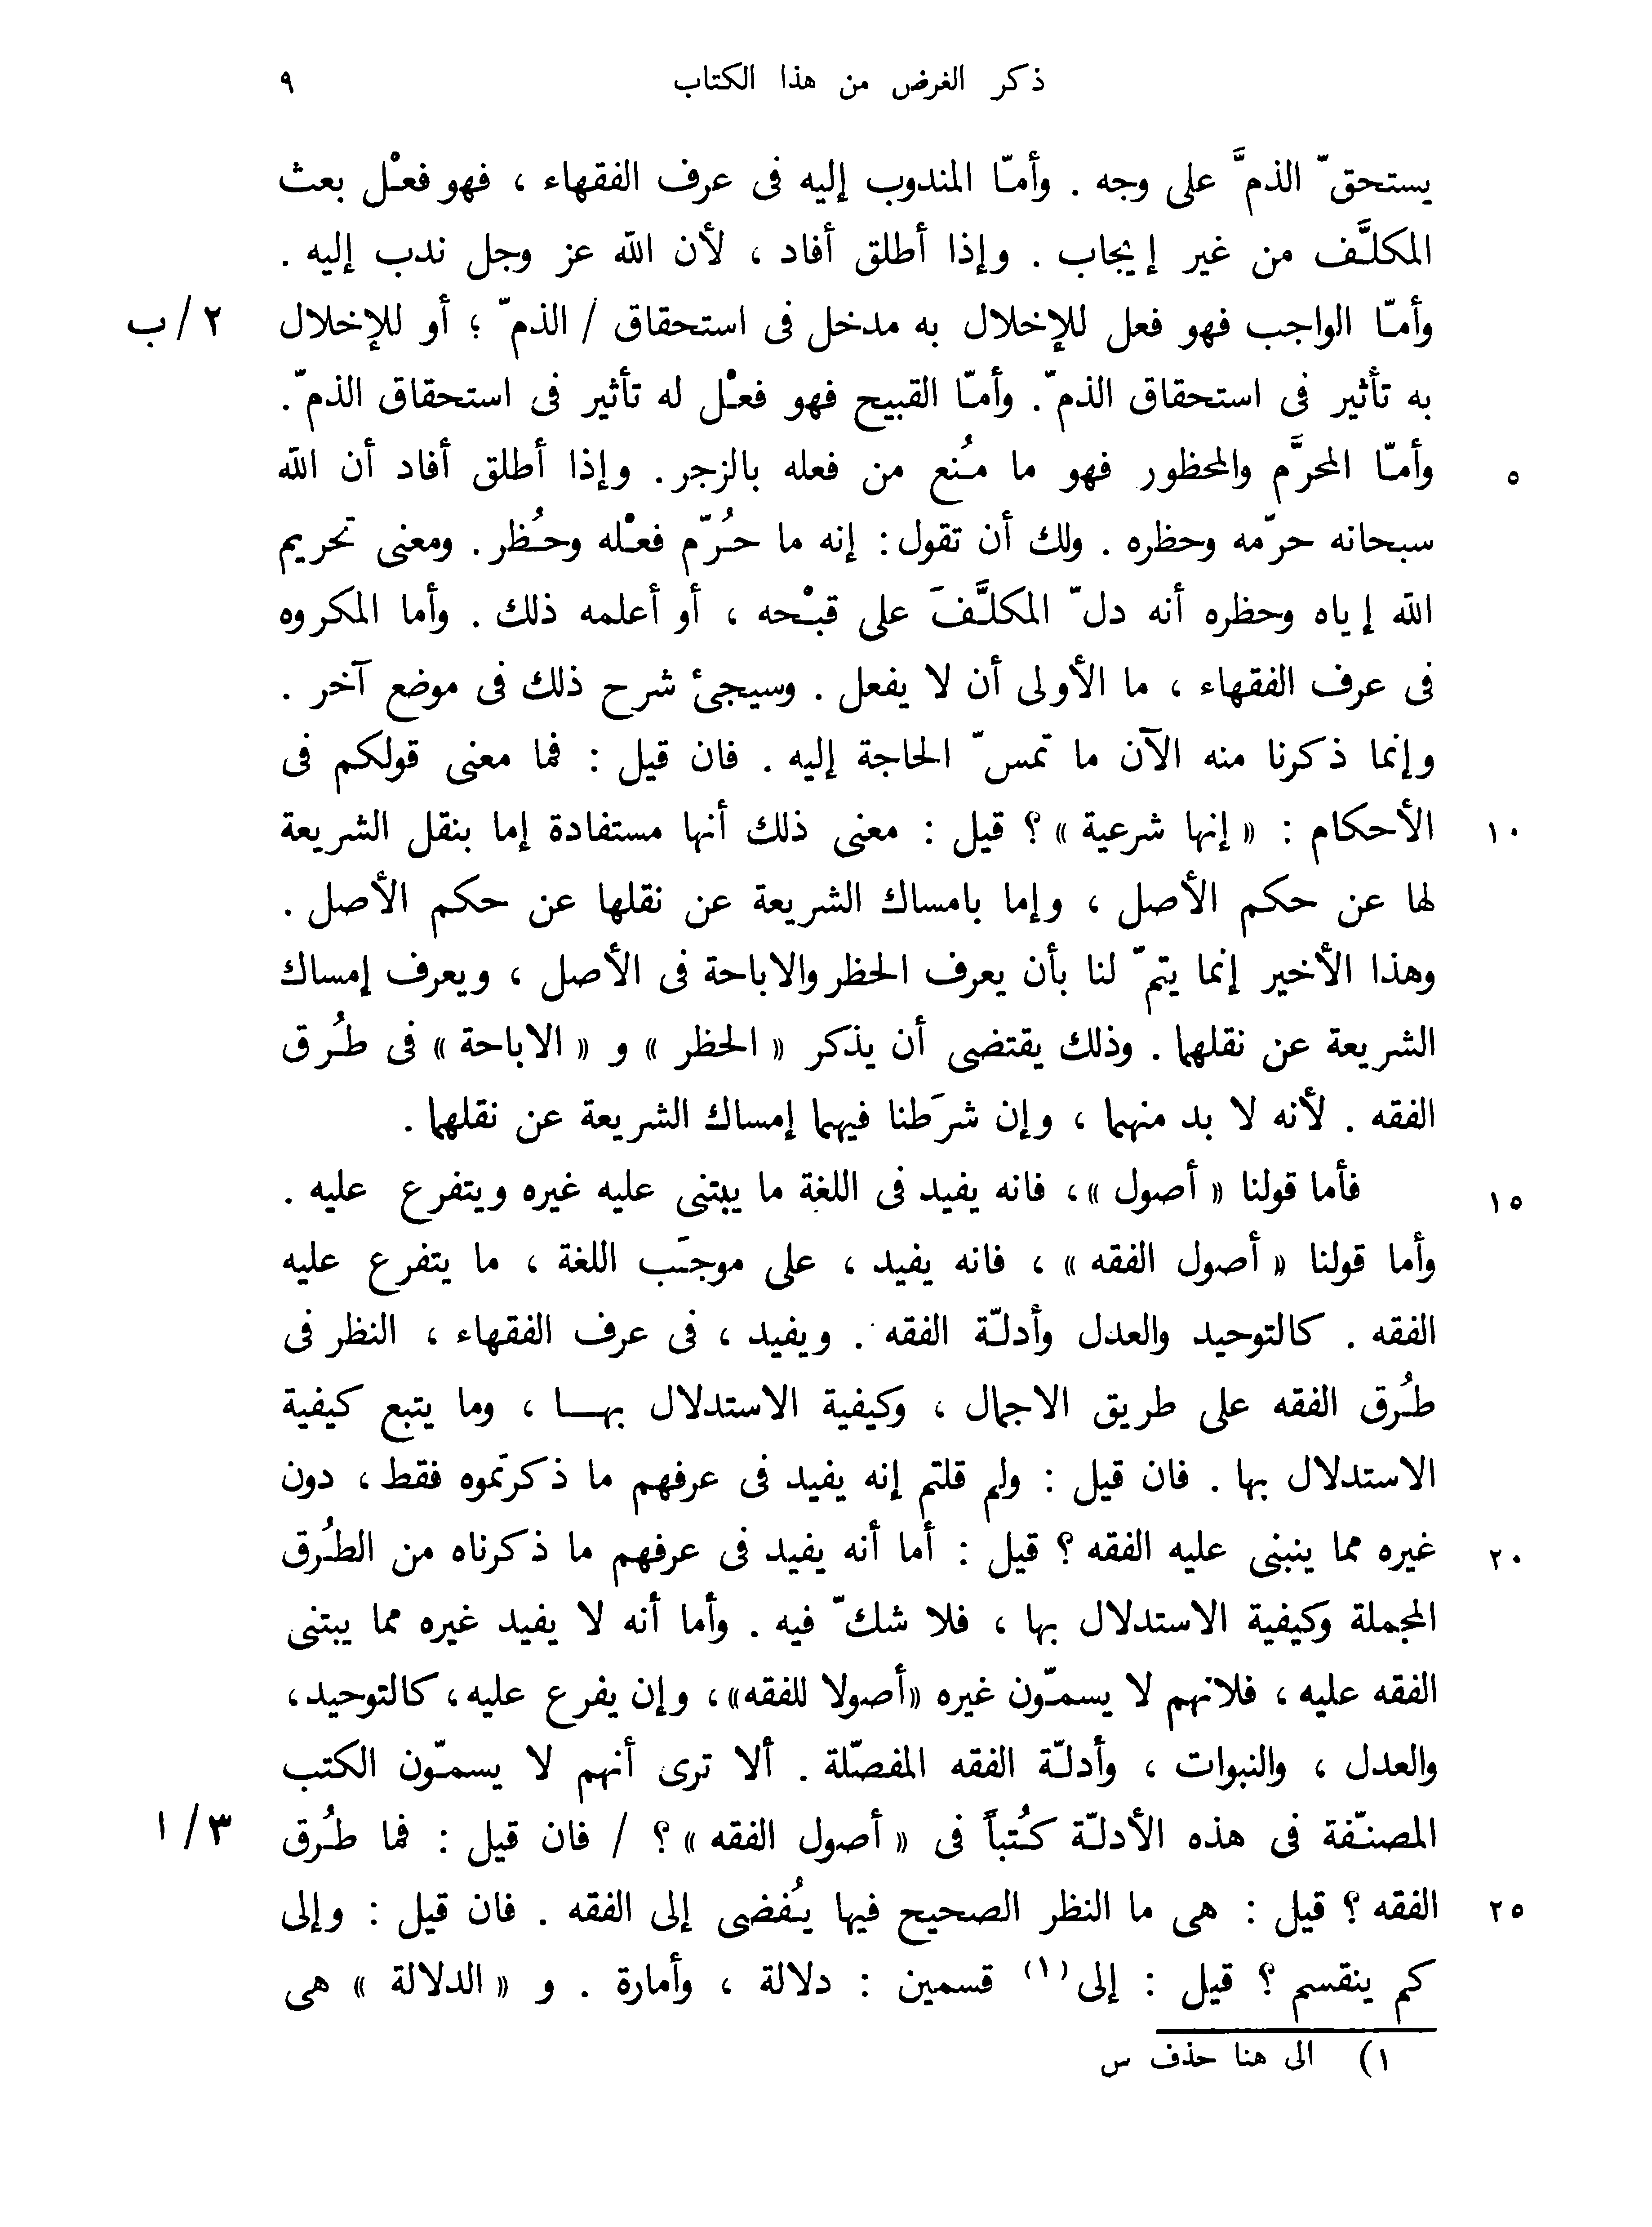 ذكر الغرض من هذا الكتاب ٩
يستحقّ الذمَّ على وجه . وأمّا المندوب إليه فى عرف الفقهاء ، فهو فعْل بعث
المكلَّف من غير إيجاب . وإذا أطلق أفاد ، لأن الله عز وجل ندب إليه .
وأمّا الواجب فهو فعل للإخلال به مدخل فى استحقاق / الذمّ ؛ أو للإخلال ٢/ب
به تأثير فى استحقاق الذمّ . وأمّا القبيح فهو فعْل له تأثير فى استحقاق الذمّ .
٥ وأمّا المحرَّم والمحظور فهو ما مُنع من فعله بالزجر . وإذا أطلق أفاد أن الله
سبحانه حرّمه وحظره . ولك أن تقول : إنه ما حُرّم فعْله وحُظر . ومعنى تحريم
الله إياه وحظره أنه دلّ المكلَّفَ على قبْحه ، أو أعلمه ذلك . وأما المكروه
فى عرف الفقهاء ، ما الأولى أن لا يفعل . وسيجئ شرح ذلك فى موضع آخر .
وإنما ذكرنا منه الآن ما تمسّ الحاجة إليه . فان قيل : فما معنى قولكم فى
١٠ الأحكام : « إنها شرعية » ؟ قيل : معنى ذلك أنها مستفادة إما بنقل الشريعة
لها عن حكم الأصل ، وإما بامساك الشريعة عن نقلها عن حكم الأصل .
وهذا الأخير إنما يتمّ لنا بأن يعرف الحظر والاباحة فى الأصل ، ويعرف إمساك
الشريعة عن نقلهما . وذلك يقتضى أن يذكر « الحظر » و « الاباحة » فى طُرق
الفقه . لأنه لا بد منهما ، وإن شرَطنا فيهما إمساك الشريعة عن نقلهما .
١٥ فأما قولنا « أصول » ، فانه يفيد فى اللغة ما يبتنى عليه غيره ويتفرع عليه .
وأما قولنا « أصول الفقه » ، فانه يفيد ، على موجَب اللغة ، ما يتفرع عليه
الفقه . كالتوحيد والعدل وأدلّة الفقه . ويفيد ، فى عرف الفقهاء ، النظر فى
طُرق الفقه على طريق الاجمال ، وكيفية الاستدلال بهـــا ، وما يتبع كيفية
الاستدلال بها . فان قيل : ولم قلتم إنه يفيد فى عرفهم ما ذكرتموه فقط ، دون
٢٠ غيره مما ينبنى عليه الفقه ؟ قيل : أما أنه يفيد فى عرفهم ما ذكرناه من الطُرق
المجملة وكيفية الاستدلال بها ، فلا شكّ فيه . وأما أنه لا يفيد غيره مما يبتنى
الفقه عليه ، فلانهم لا يسمّون غيره «أصولا للفقه» ، وإن يفرع عليه ، كالتوحيد ،
والعدل ، والنبوات ، وأدلّة الفقه المفصّلة . ألا ترى أنهم لا يسمّون الكتب
المصنّفة فى هذه الأدلّة كُتباً فى « أصول الفقه » ؟ / فان قيل : فما طُرق ٣/١
٢٥ الفقه ؟ قيل : هى ما النظر الصحيح فيها يُفضى إلى الفقه . فان قيل : وإلى
كم ينقسم ؟ قيل : إلى (١) قسمين : دلالة ، وأمارة . و « الدلالة » هى
١) الى هنا حذف س